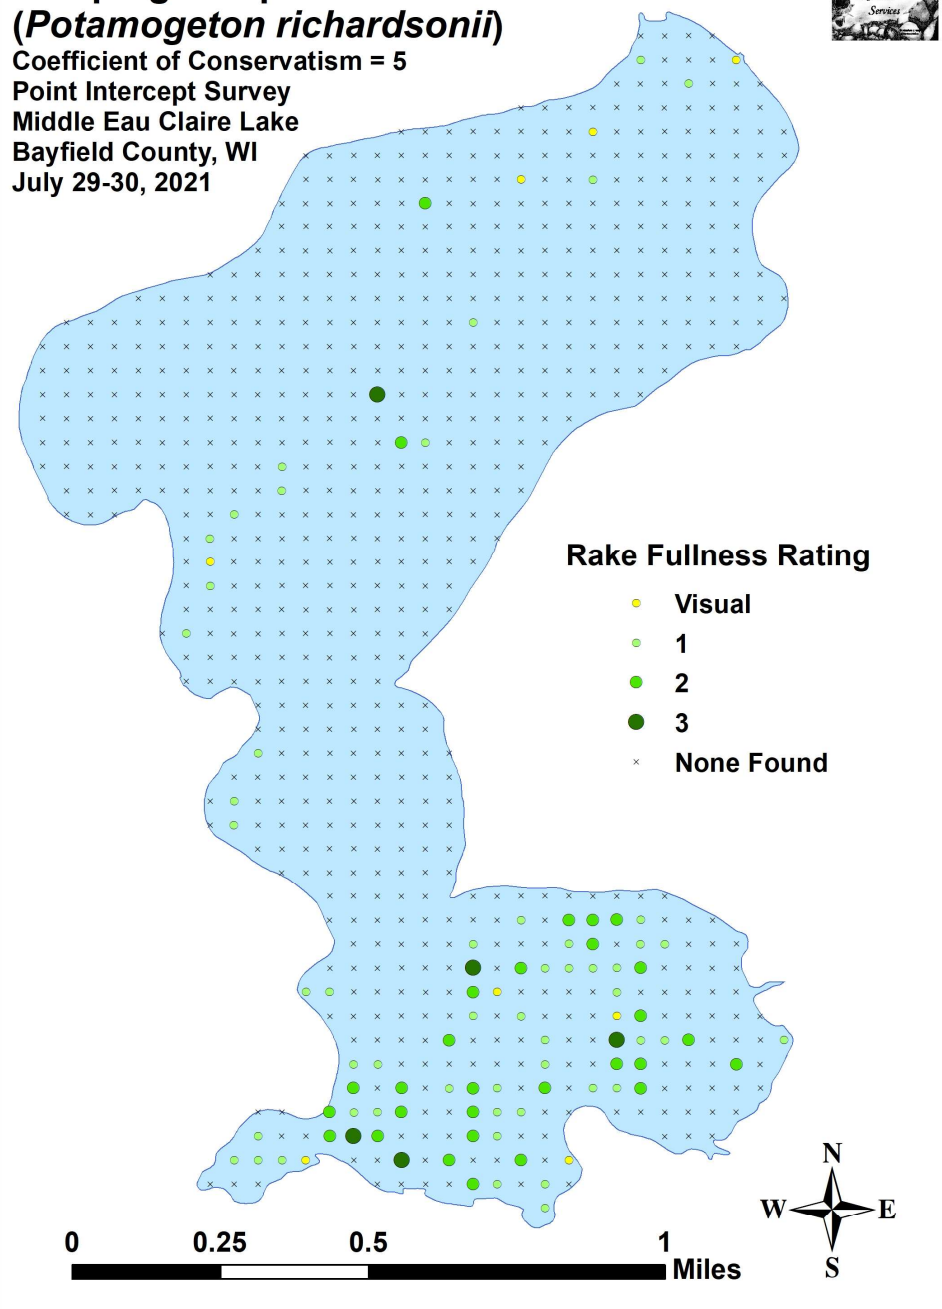 (Potamogeton richardsonii)
Coefficient of Conservatism = 5
Point Intercept Survey
Middle Eau Claire Lake
Bayfield County, WI
July 29-30, 2021
Services
Rake Fullness Rating
Visual
1
2
3
None Found
N
W E
S
0 0.25 0.5 1
Miles